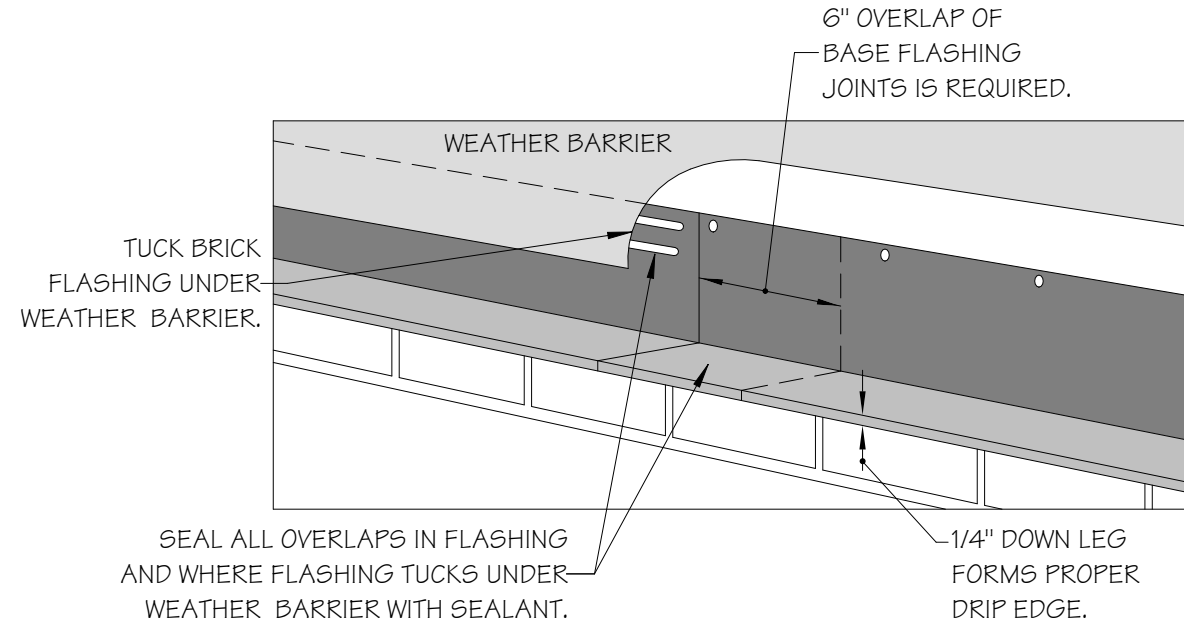 6" OVERLAP OF
BASE FLASHING
JOINTS IS REQUIRED.
WEATHER BARRIER
TUCK BRICK
FLASHING UNDER
WEATHER BARRIER.
SEAL ALL OVERLAPS IN FLASHING
AND WHERE FLASHING TUCKS UNDER
WEATHER BARRIER WITH SEALANT.
1/4" DOWN LEG
FORMS PROPER
DRIP EDGE.